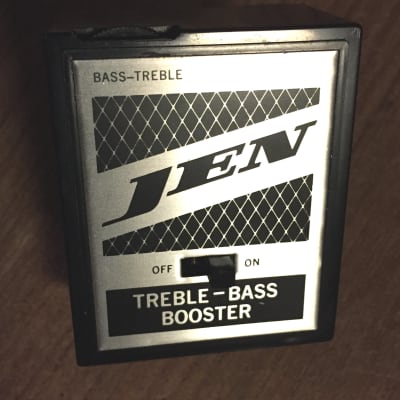 BASS-TREBLE
JEN
OFF ON
TREBLE-BASS
BOOSTER